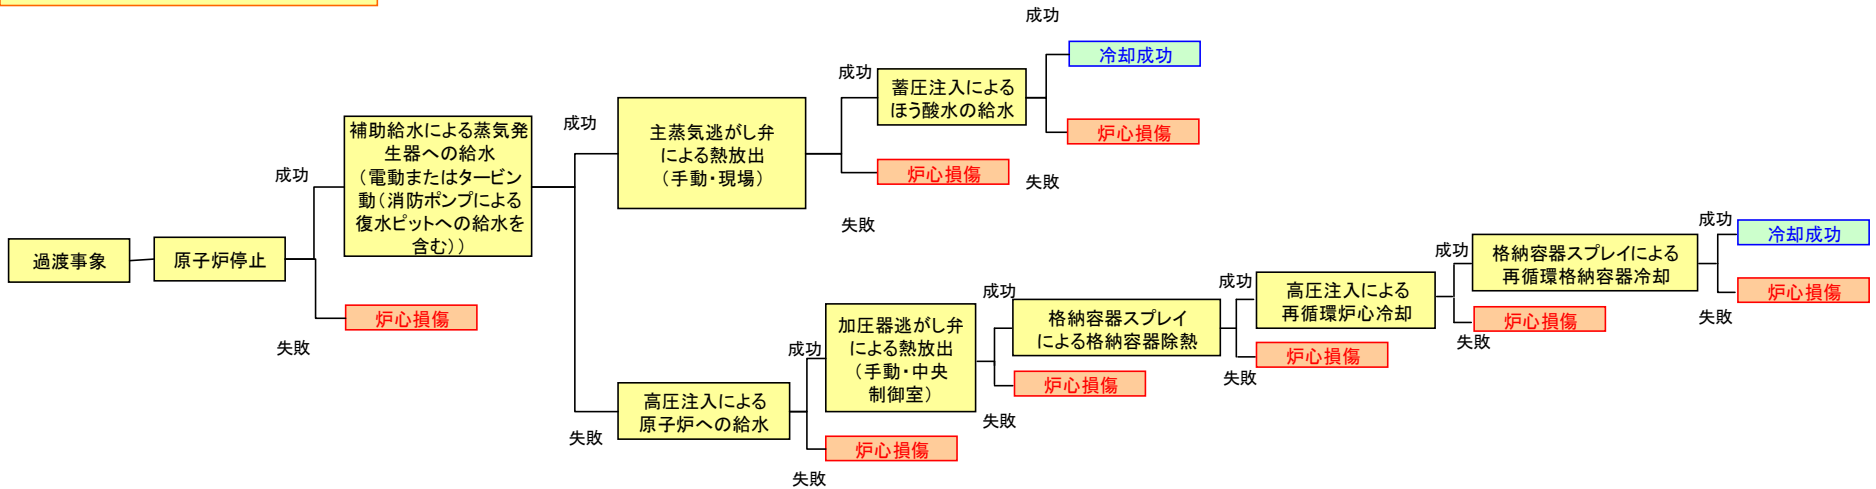 過渡事象
原子炉停止
成功
失敗
補助給水による蒸気発
生器への給水
（電動またはタービン
動（消防ポンプによる
復水ピットへの給水を
含む））
炉心損傷
成功
失敗
主蒸気逃がし弁
による熱放出
（手動・現場）
成功
失敗
蓄圧注入による
ほう酸水の給水
炉心損傷
成功
失敗
冷却成功
炉心損傷
高圧注入による
原子炉への給水
成功
失敗
加圧器逃がし弁
による熱放出
（手動・中央
制御室）
炉心損傷
成功
失敗
格納容器スプレイ
による格納容器除熱
炉心損傷
成功
失敗
高圧注入による
再循環炉心冷却
炉心損傷
成功
失敗
格納容器スプレイによる
再循環格納容器冷却
炉心損傷
成功
失敗
冷却成功
炉心損傷